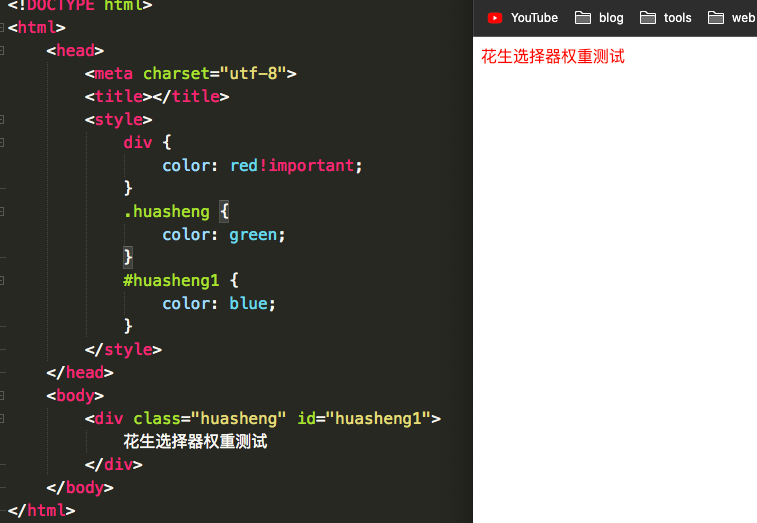 <!DOCTYPE html>
<html>
<head>
<meta charset="utf-8">
<title></title>
<style>
div {
color: red!important;
}
.huasheng {
color: green;
}
#huasheng1 {
color: blue;
}
</style>
</head>
<body>
<div class="huasheng" id="huasheng1">
花生选择器权重测试
</div>
</body>
</html>
YouTube blog tools web
花生选择器权重测试